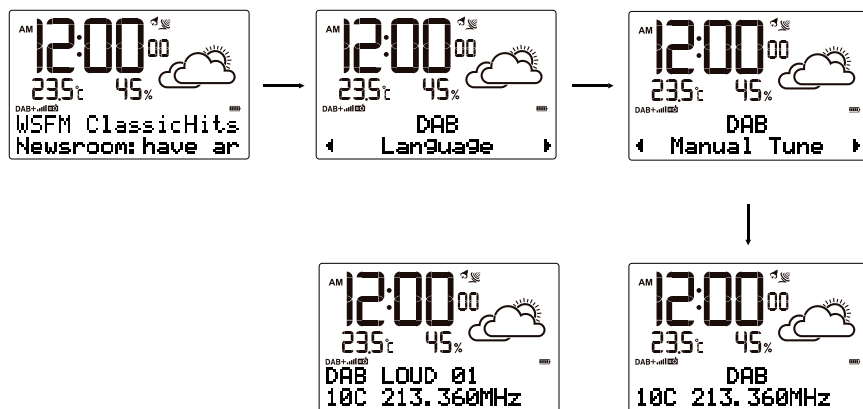 AM 12:00 00
23.5°c 45%
DAB+
WSFM ClassicHits
Newsroom: have ar
AM 12:00 00
23.5°c 45%
DAB+
DAB
Language
AM 12:00 00
23.5°c 45%
DAB+
DAB
Manual Tune
AM 12:00 00
23.5°c 45%
DAB+
DAB LOUD 01
10C 213.360MHz
AM 12:00 00
23.5°c 45%
DAB+
DAB
10C 213.360MHz